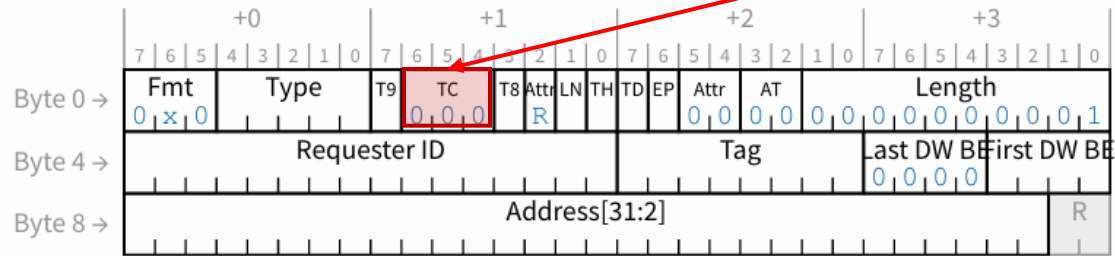 +0 +1 +2 +3
7 6 5 4 3 2 1 0 7 6 5 4 3 2 1 0 7 6 5 4 3 2 1 0 7 6 5 4 3 2 1 0
Byte 0 → Fmt Type T9 TC T8 Attr LN TH TD EP Attr AT Length
0 x 0 0 0 0 R 0 0 0 0 0 0 0 0 0 0 0 0 0 1
Byte 4 → Requester ID Tag Last DW BE First DW BE
0 0 0 0
Byte 8 → Address[31:2] R